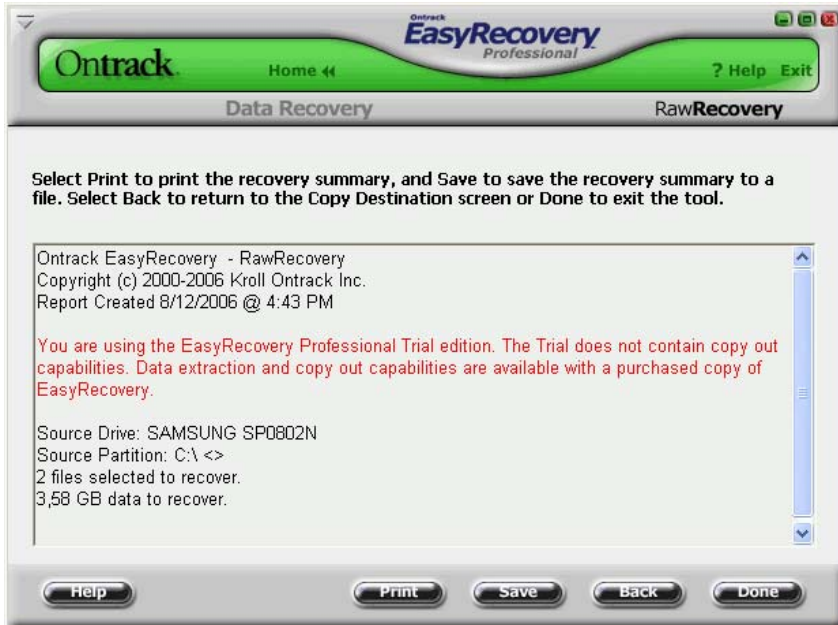 Ontrack
EasyRecovery
Professional
Ontrack
Home
? Help Exit
Data Recovery
RawRecovery
Select Print to print the recovery summary, and Save to save the recovery summary to a
file. Select Back to return to the Copy Destination screen or Done to exit the tool.
Ontrack EasyRecovery - RawRecovery
Copyright (c) 2000-2006 Kroll Ontrack Inc.
Report Created 8/12/2006 @ 4:43 PM
You are using the EasyRecovery Professional Trial edition. The Trial does not contain copy out
capabilities. Data extraction and copy out capabilities are available with a purchased copy of
EasyRecovery.
Source Drive: SAMSUNG SP0802N
Source Partition: C:\ <>
2 files selected to recover.
3,58 GB data to recover.
Help
Print
Save
Back
Done